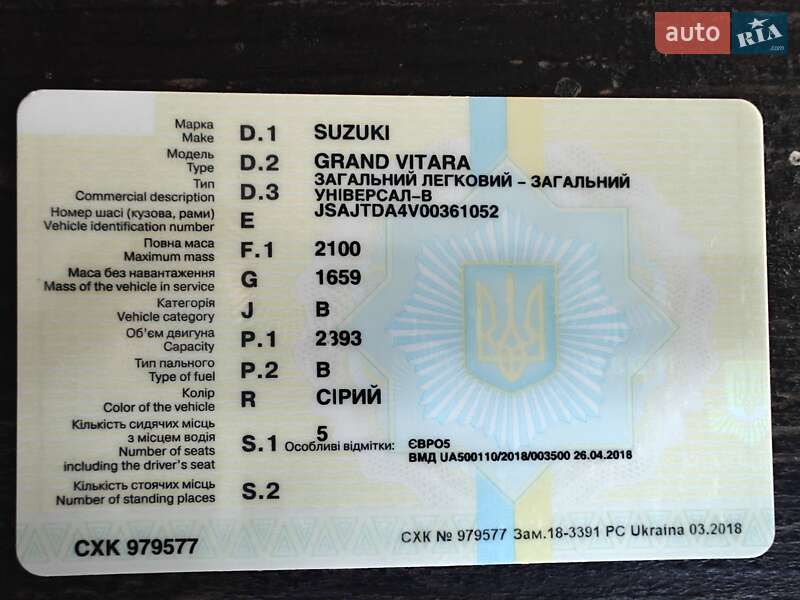 auto RIA.com
Марка
Make D.1 SUZUKI
Модель
Type D.2 GRAND VITARA
Тип
Commercial description D.3 ЗАГАЛЬНИЙ ЛЕГКОВИЙ – ЗАГАЛЬНИЙ
УНІВЕРСАЛ-В
Номер шасі (кузова, рами)
Vehicle identification number E JSAJTDA4V00361052
Повна маса
Maximum mass F.1 2100
Маса без навантаження
Mass of the vehicle in service G 1659
Категорія
Vehicle category J B
Об'єм двигуна
Capacity P.1 2393
Тип пального
Type of fuel P.2 B
Колір
Color of the vehicle R СІРИЙ
Кількість сидячих місць
з місцем водія
Number of seats
including the driver's seat S.1 5
Особливі відмітки: ЄВРО5
ВМД UA500110/2018/003500 26.04.2018
Кількість стоячих місць
Number of standing places S.2
СХК 979577
СХК № 979577 Зам.18-3391 PC Ukraina 03.2018